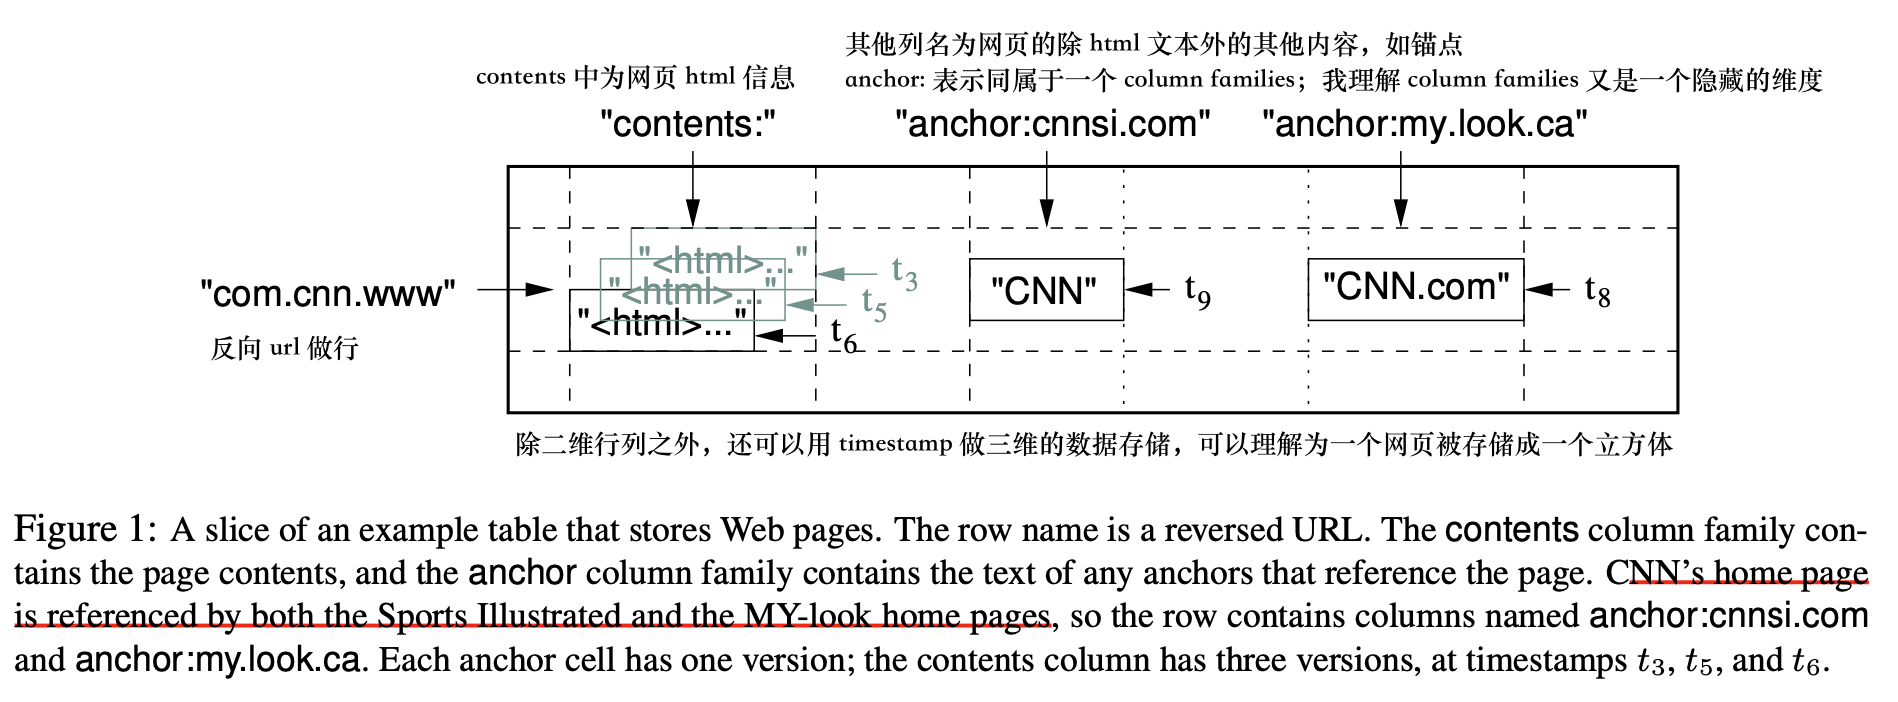 其他列名为网页的除 html 文本外的其他内容，如锚点
contents 中为网页 html 信息
anchor: 表示同属于一个 column families；我理解 column families 又是一个隐藏的维度
"contents:"
"anchor:cnnsi.com"
"anchor:my.look.ca"
"<html>..."
t3
"<html>..."
t5
"<html>..."
t6
"com.cnn.www"
"CNN"
t9
"CNN.com"
t8
反向 url 做行
除二维行列之外，还可以用 timestamp 做三维的数据存储，可以理解为一个网页被存储成一个立方体
Figure 1: A slice of an example table that stores Web pages. The row name is a reversed URL. The contents column family con-
tains the page contents, and the anchor column family contains the text of any anchors that reference the page. CNN's home page
is referenced by both the Sports Illustrated and the MY-look home pages, so the row contains columns named anchor:cnnsi.com
and anchor:my.look.ca. Each anchor cell has one version; the contents column has three versions, at timestamps t3, t5, and t6.